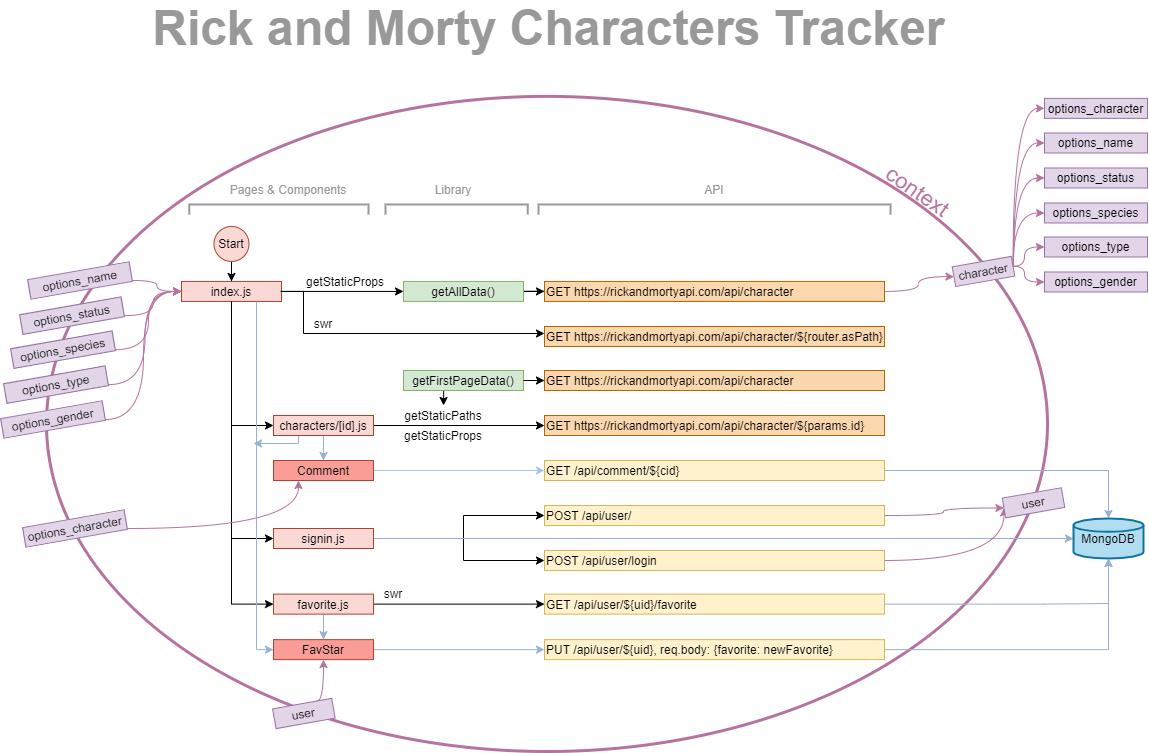 Rick and Morty Characters Tracker
options_character
options_name
options_status
options_species
options_type
options_gender
context
character
Pages & Components
Library
API
Start
options_name
options_status
options_species
options_type
options_gender
index.js
getStaticProps
getAllData()
GET https://rickandmortyapi.com/api/character
swr
GET https://rickandmortyapi.com/api/character/${router.asPath}
getFirstPageData()
GET https://rickandmortyapi.com/api/character
characters/[id].js
getStaticPaths
getStaticProps
GET https://rickandmortyapi.com/api/character/${params.id}
Comment
GET /api/comment/${cid}
options_character
POST /api/user/
user
signin.js
MongoDB
POST /api/user/login
favorite.js
swr
GET /api/user/${uid}/favorite
FavStar
PUT /api/user/${uid}, req.body: {favorite: newFavorite}
user